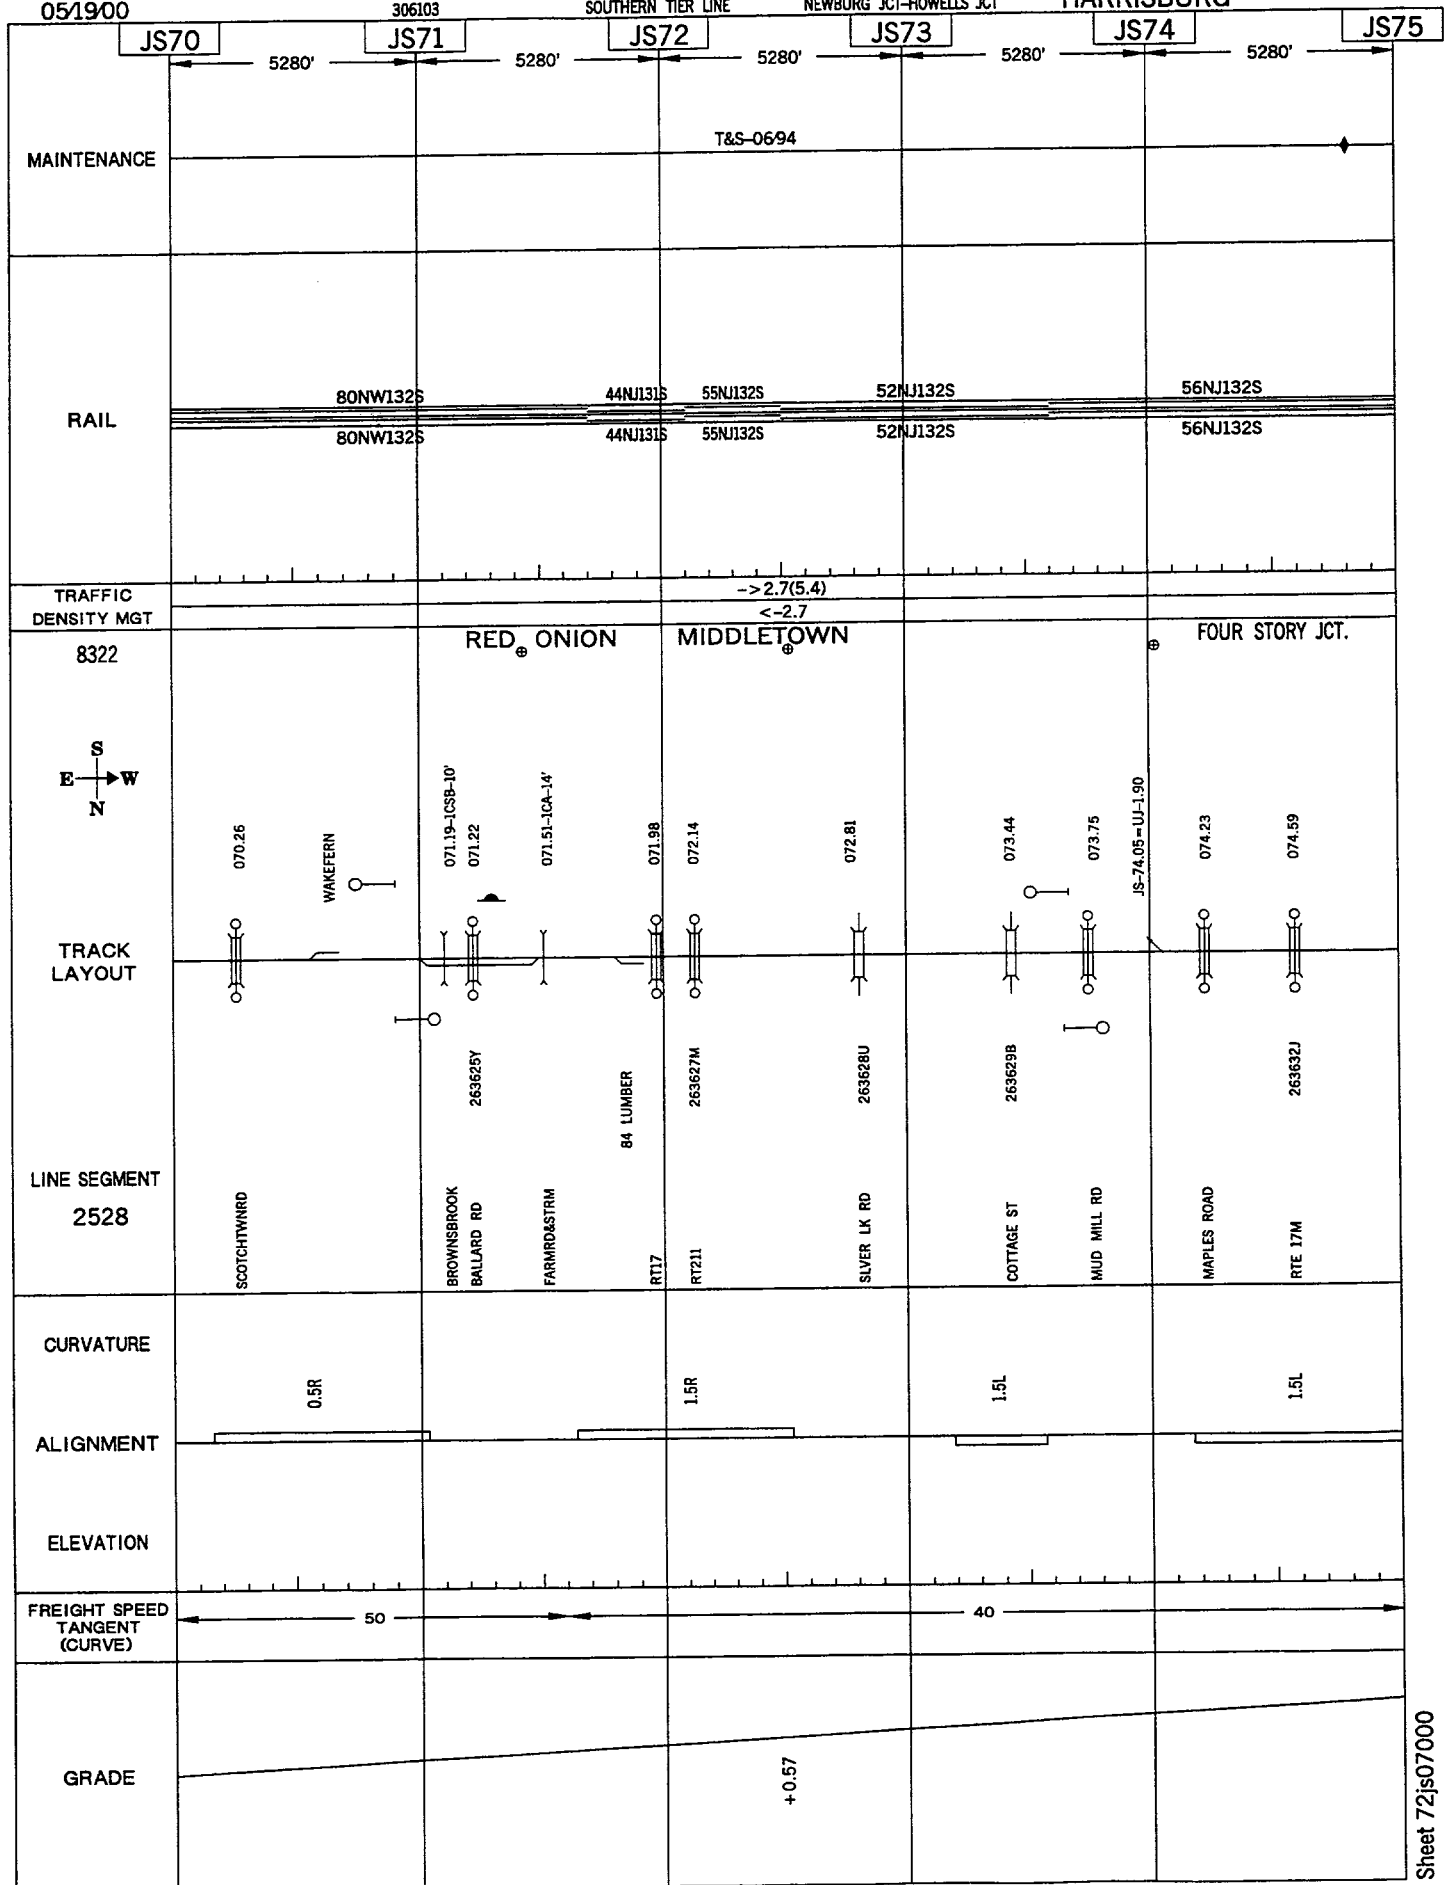 05/19/00 306103 SOUTHERN TIER LINE NEWBURG JCT-HOWELLS JCT HARRISBURG
JS70 JS71 JS72 JS73 JS74 JS75
5280' 5280' 5280' 5280' 5280'
T&S-06/94
MAINTENANCE
80NW132S 44NJ131S 55NJ132S 52NJ132S 56NJ132S
RAIL
80NW132S 44NJ131S 55NJ132S 52NJ132S 56NJ132S
TRAFFIC
DENSITY MGT
->2.7(5.4)
<-2.7
8322
RED ONION MIDDLETOWN FOUR STORY JCT.
S
E W
N
070.26
WAKEFERN
071.19-1CSB-10'
071.22
071.51-1CA-14'
071.98
072.14
072.81
073.44
073.75
JS-74.05=UJ-1.90
074.23
074.59
TRACK
LAYOUT
263625Y
84 LUMBER
263627M
263628U
263629B
263632J
LINE SEGMENT
2528
SCOTCHTWNRD
BROWNSBROOK
BALLARD RD
FARMRD&STRM
RT17
RT211
SLVER LK RD
COTTAGE ST
MUD MILL RD
MAPLES ROAD
RTE 17M
CURVATURE
0.5R 1.5R 1.5L 1.5L
ALIGNMENT
ELEVATION
FREIGHT SPEED
TANGENT
(CURVE)
50 40
GRADE
+0.57
Sheet 72js07000